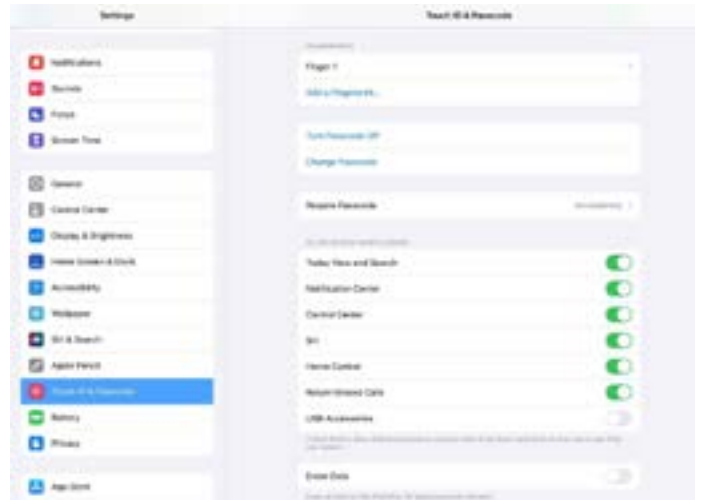 Settings
Notifications
Sounds
Focus
Screen Time
General
Control Center
Display & Brightness
Home Screen & Dock
Accessibility
Wallpaper
Siri & Search
Apple Pencil
Touch ID & Passcode
Battery
Privacy
App Store
Touch ID & Passcode
Finger 1
Add a Fingerprint...
Turn Passcode Off
Change Passcode
Require Passcode
Today View and Search
Notification Center
Control Center
Siri
Home Control
Return Missed Calls
USB Accessories
Erase Data